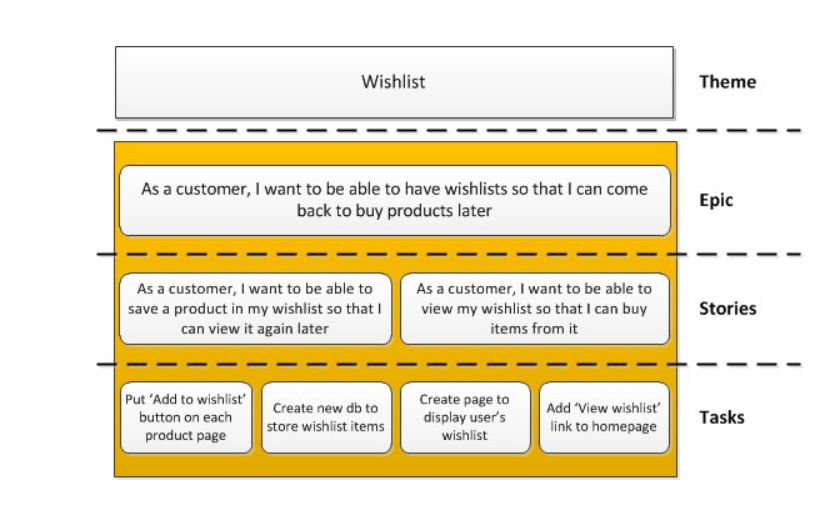 Wishlist
Theme
As a customer, I want to be able to have wishlists so that I can come
back to buy products later
Epic
As a customer, I want to be able to
save a product in my wishlist so that I
can view it again later
As a customer, I want to be able to
view my wishlist so that I can buy
items from it
Stories
Put ‘Add to wishlist’
button on each
product page
Create new db to
store wishlist items
Create page to
display user’s
wishlist
Add ‘View wishlist’
link to homepage
Tasks